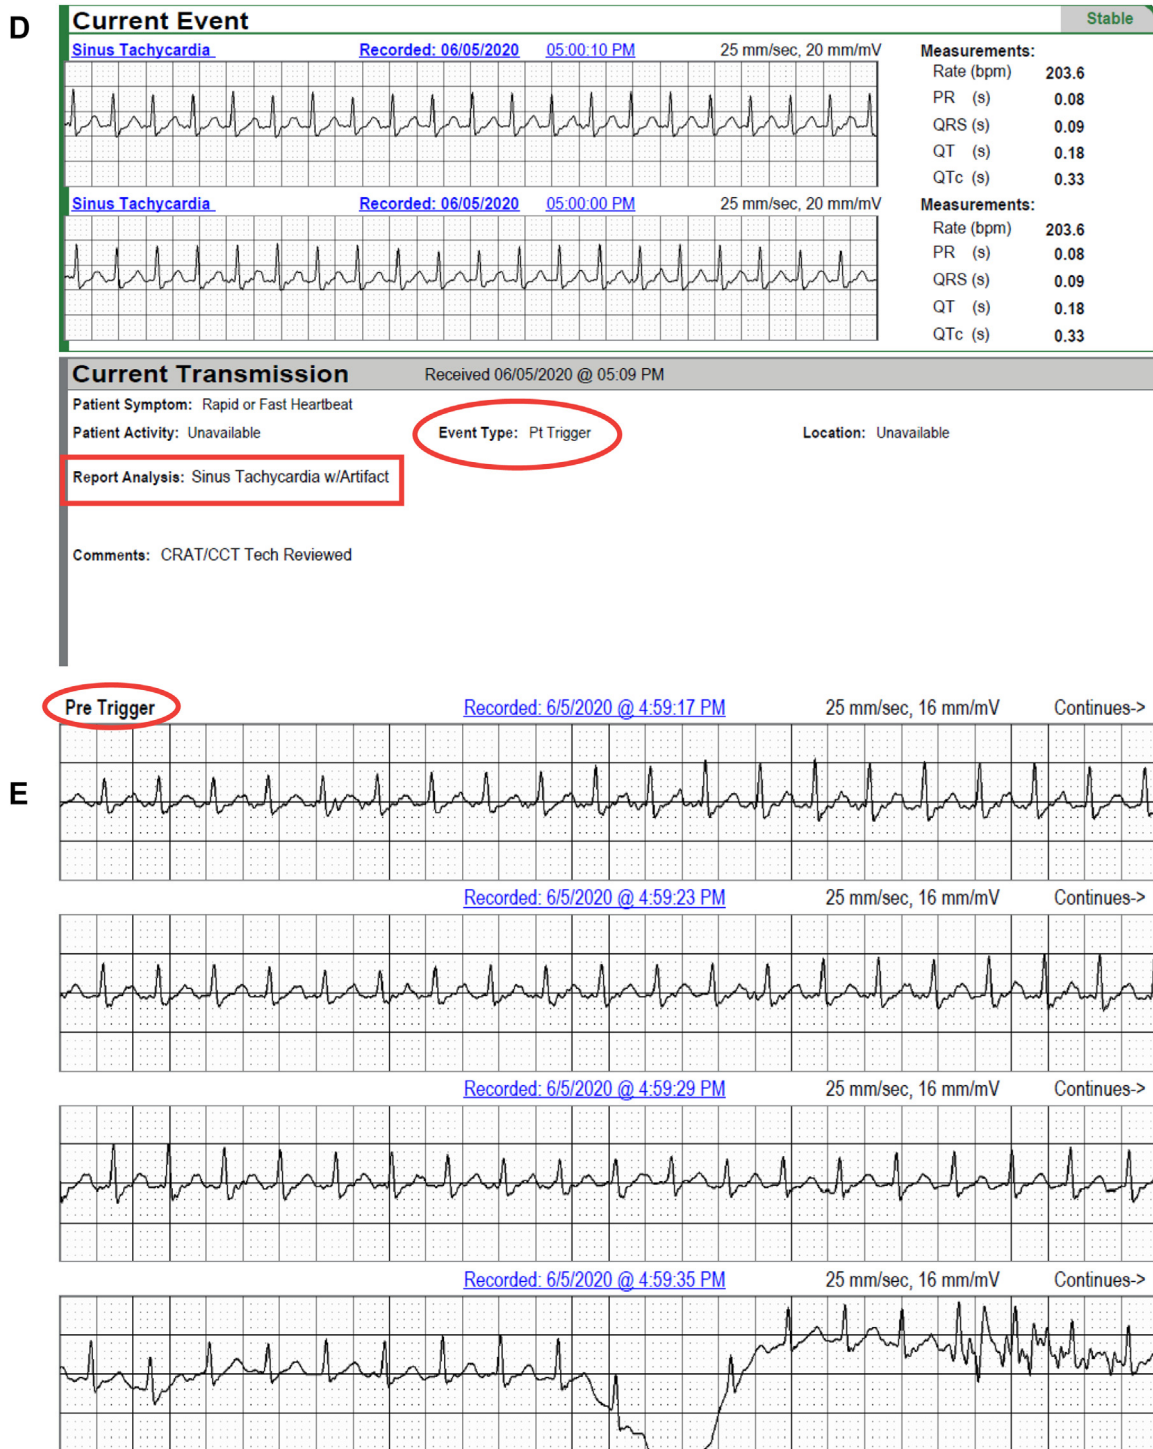 D
Current Event Stable
Sinus Tachycardia Recorded: 06/05/2020 05:00:10 PM 25 mm/sec, 20 mm/mV Measurements:
Rate (bpm) 203.6
PR (s) 0.08
QRS (s) 0.09
QT (s) 0.18
QTc (s) 0.33
Sinus Tachycardia Recorded: 06/05/2020 05:00:00 PM 25 mm/sec, 20 mm/mV Measurements:
Rate (bpm) 203.6
PR (s) 0.08
QRS (s) 0.09
QT (s) 0.18
QTc (s) 0.33
Current Transmission Received 06/05/2020 @ 05:09 PM
Patient Symptom: Rapid or Fast Heartbeat
Patient Activity: Unavailable Event Type: Pt Trigger Location: Unavailable
Report Analysis: Sinus Tachycardia w/Artifact
Comments: CRAT/CCT Tech Reviewed
Pre Trigger Recorded: 6/5/2020 @ 4:59:17 PM 25 mm/sec, 16 mm/mV Continues->
E
Recorded: 6/5/2020 @ 4:59:23 PM 25 mm/sec, 16 mm/mV Continues->
Recorded: 6/5/2020 @ 4:59:29 PM 25 mm/sec, 16 mm/mV Continues->
Recorded: 6/5/2020 @ 4:59:35 PM 25 mm/sec, 16 mm/mV Continues->